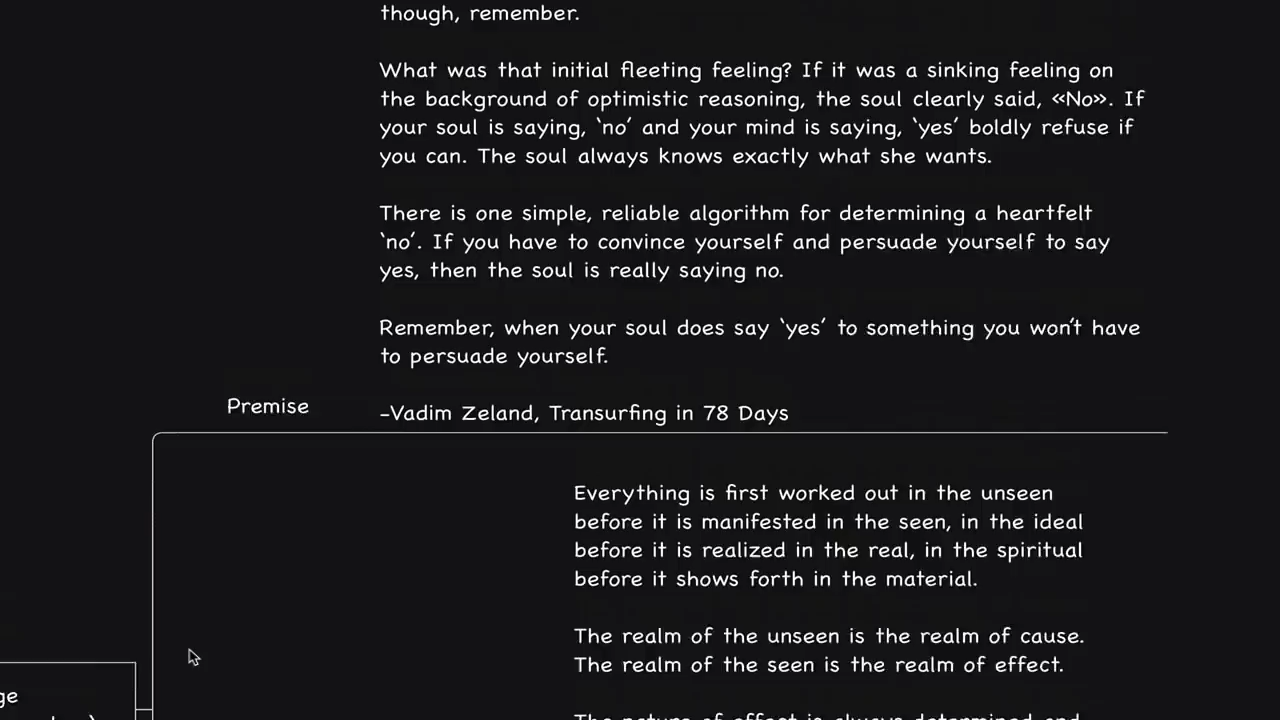 though, remember.
What was that initial fleeting feeling? If it was a sinking feeling on
the background of optimistic reasoning, the soul clearly said, «No». If
your soul is saying, ‘no’ and your mind is saying, ‘yes’ boldly refuse if
you can. The soul always knows exactly what she wants.
There is one simple, reliable algorithm for determining a heartfelt
‘no’. If you have to convince yourself and persuade yourself to say
yes, then the soul is really saying no.
Remember, when your soul does say ‘yes’ to something you won’t have
to persuade yourself.
Premise
–Vadim Zeland, Transurfing in 78 Days
Everything is first worked out in the unseen
before it is manifested in the seen, in the ideal
before it is realized in the real, in the spiritual
before it shows forth in the material.
The realm of the unseen is the realm of cause.
The realm of the seen is the realm of effect.
The nature of effect is always determined and
ge